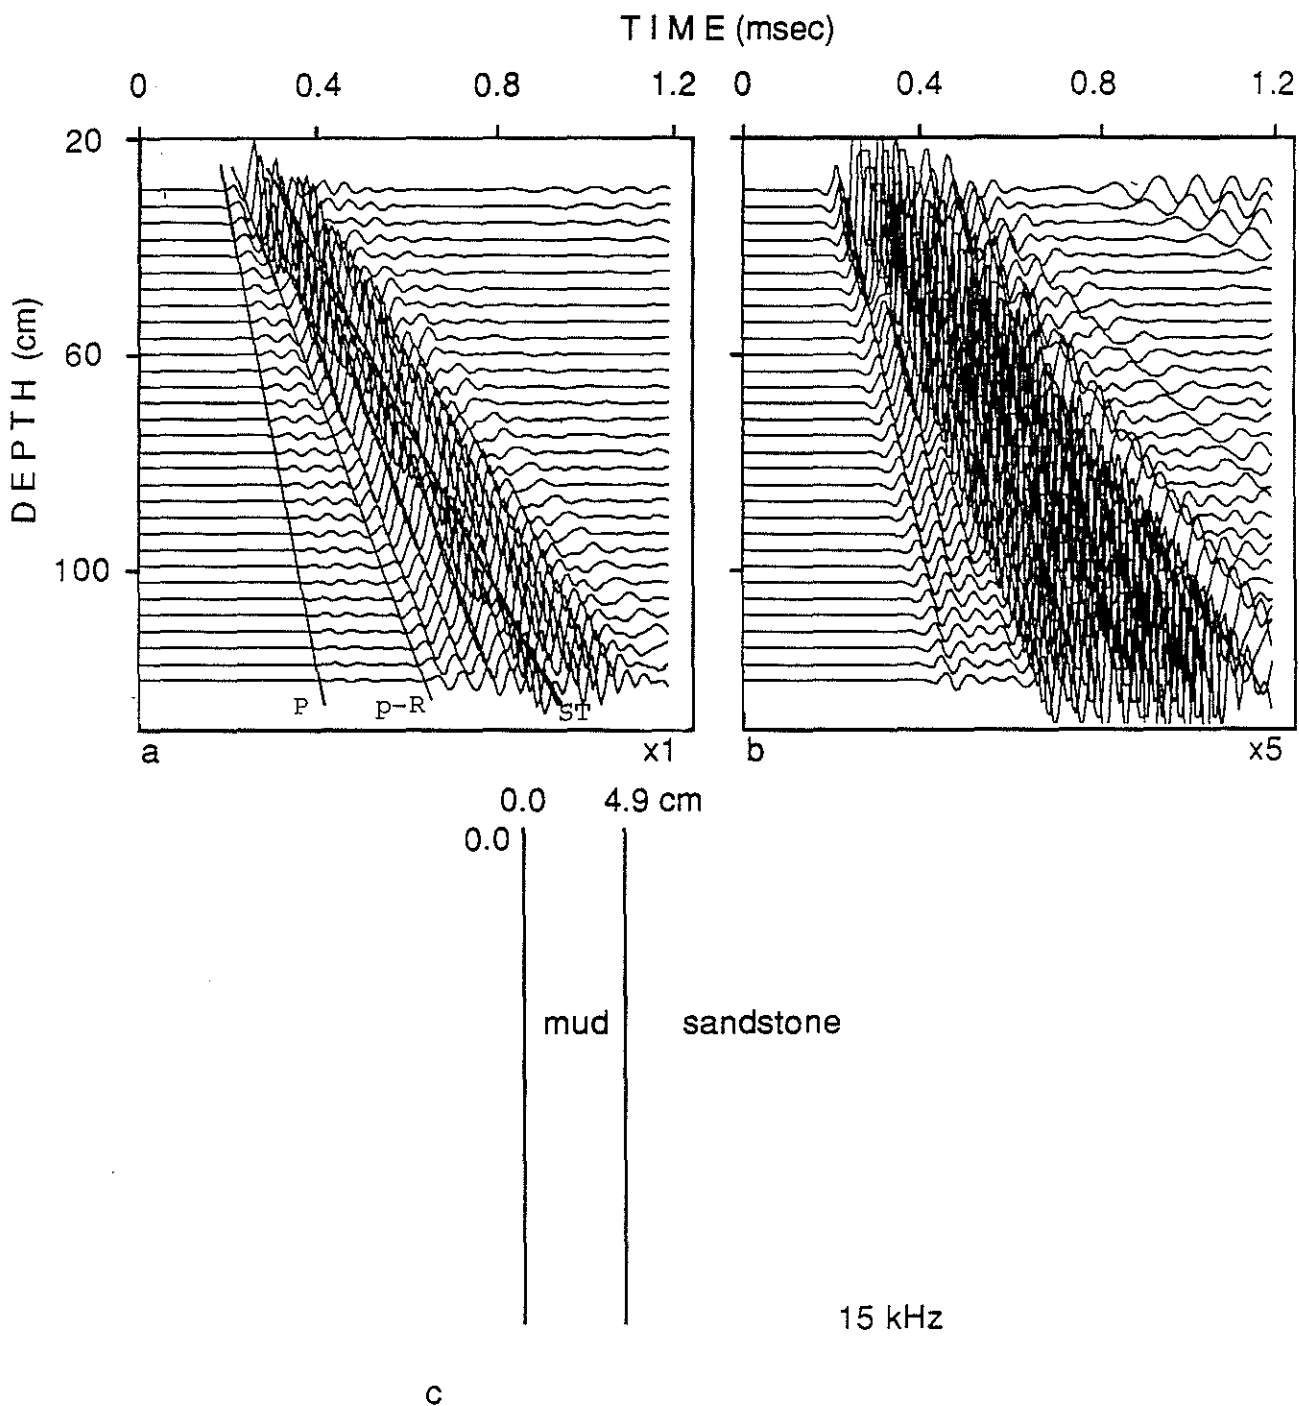 TIME (msec)
0 0.4 0.8 1.2 0 0.4 0.8 1.2
20
60
100
DEPTH (cm)
P p-R ST
a x1 b x5
0.0 4.9 cm
0.0
mud sandstone
15 kHz
c